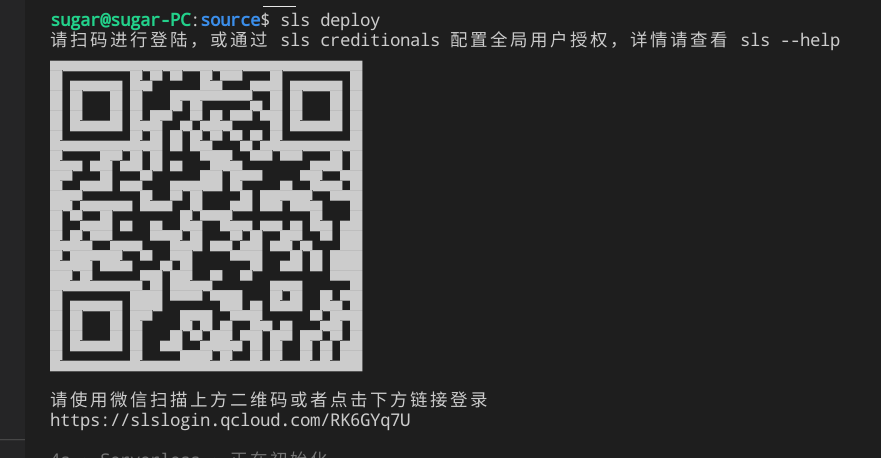 sugar@sugar-PC:source$ sls deploy
请扫码进行登陆，或通过 sls creditionals 配置全局用户授权，详情请查看 sls --help
请使用微信扫描上方二维码或者点击下方链接登录
https://slslogin.qcloud.com/RK6GYq7U
4s Serverless 正在初始化